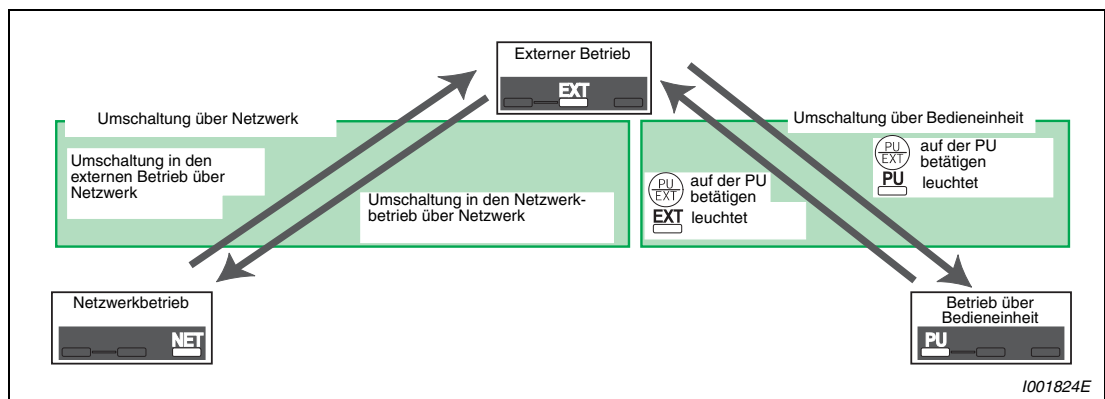 Externer Betrieb
EXT
Umschaltung über Netzwerk
Umschaltung in den
externen Betrieb über
Netzwerk
Umschaltung in den Netzwerk-
betrieb über Netzwerk
Umschaltung über Bedieneinheit
PU
EXT
auf der PU
betätigen
PU leuchtet
PU
EXT
auf der PU
betätigen
EXT leuchtet
Netzwerkbetrieb
NET
Betrieb über
Bedieneinheit
PU
I001824E